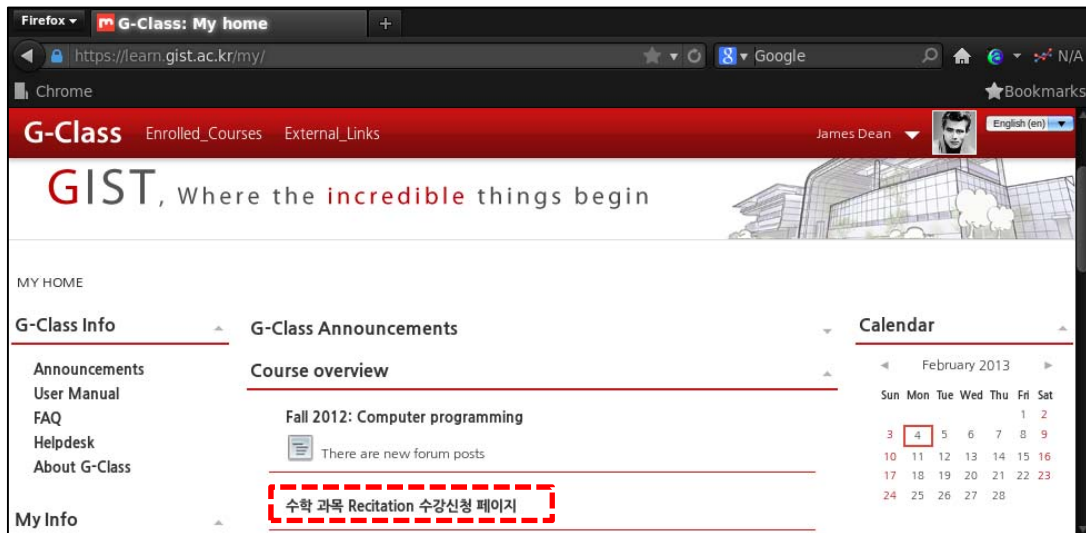 Firefox
G-Class: My home
https://learn.gist.ac.kr/my/
Google
N/A
Chrome
Bookmarks
G-Class Enrolled_Courses External_Links James Dean English (en)
GIST, Where the incredible things begin
MY HOME
G-Class Info
Announcements
User Manual
FAQ
Helpdesk
About G-Class
My Info
G-Class Announcements
Course overview
Fall 2012: Computer programming
There are new forum posts
수학 과목 Recitation 수강신청 페이지
Calendar
February 2013
Sun Mon Tue Wed Thu Fri Sat
1 2
3 4 5 6 7 8 9
10 11 12 13 14 15 16
17 18 19 20 21 22 23
24 25 26 27 28